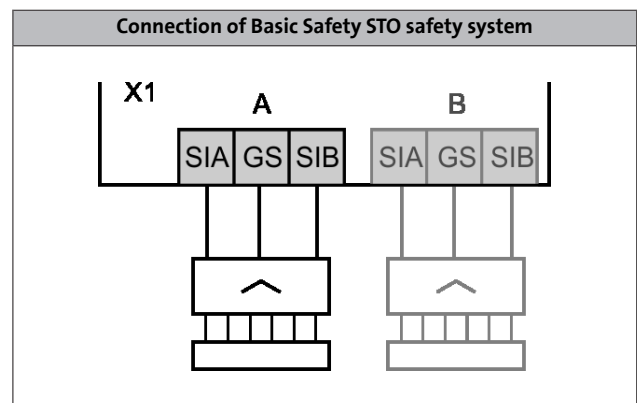 Connection of Basic Safety STO safety system
X1
A B
SIA GS SIB SIA GS SIB